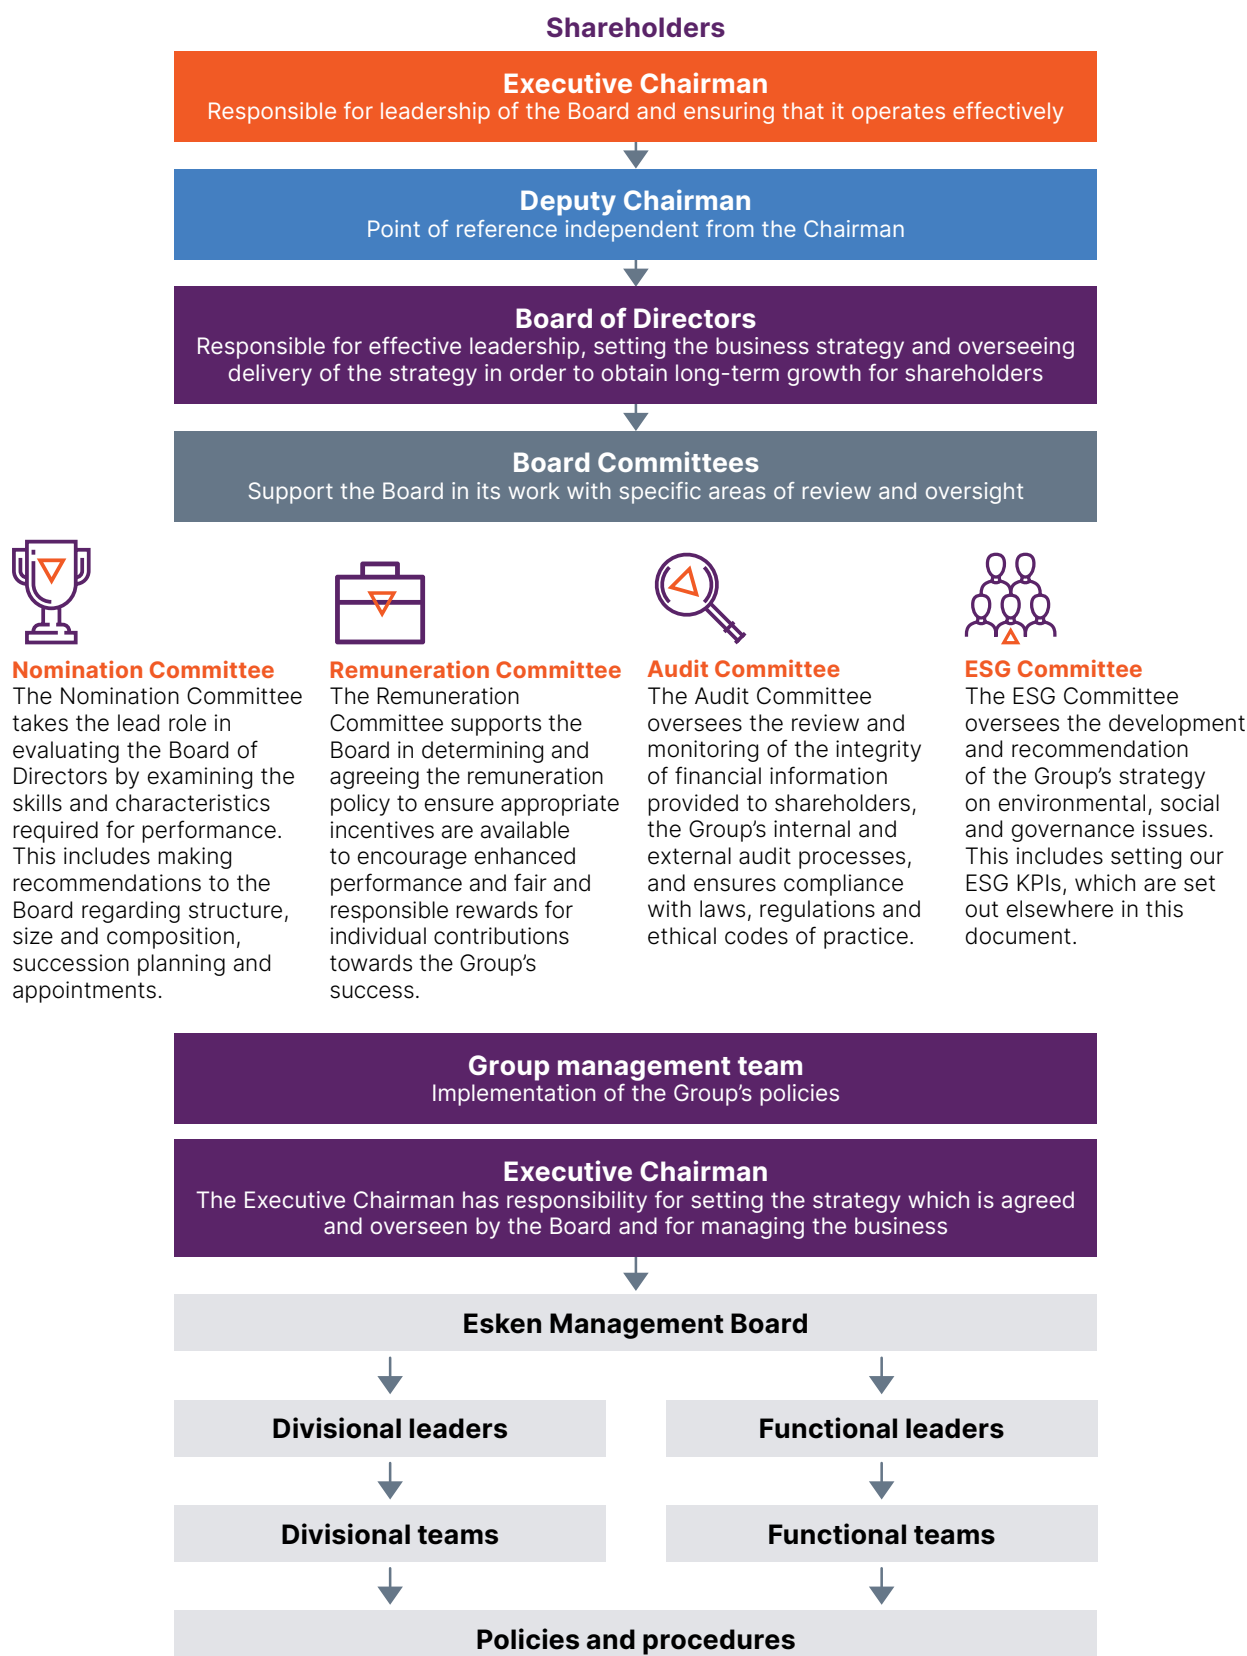 Shareholders
Executive Chairman
Responsible for leadership of the Board and ensuring that it operates effectively
Deputy Chairman
Point of reference independent from the Chairman
Board of Directors
Responsible for effective leadership, setting the business strategy and overseeing
delivery of the strategy in order to obtain long-term growth for shareholders
Board Committees
Support the Board in its work with specific areas of review and oversight
Nomination Committee
The Nomination Committee
takes the lead role in
evaluating the Board of
Directors by examining the
skills and characteristics
required for performance.
This includes making
recommendations to the
Board regarding structure,
size and composition,
succession planning and
appointments.
Remuneration Committee
The Remuneration
Committee supports the
Board in determining and
agreeing the remuneration
policy to ensure appropriate
incentives are available
to encourage enhanced
performance and fair and
responsible rewards for
individual contributions
towards the Group’s
success.
Audit Committee
The Audit Committee
oversees the review and
monitoring of the integrity
of financial information
provided to shareholders,
the Group’s internal and
external audit processes,
and ensures compliance
with laws, regulations and
ethical codes of practice.
ESG Committee
The ESG Committee
oversees the development
and recommendation
of the Group’s strategy
on environmental, social
and governance issues.
This includes setting our
ESG KPIs, which are set
out elsewhere in this
document.
Group management team
Implementation of the Group’s policies
Executive Chairman
The Executive Chairman has responsibility for setting the strategy which is agreed
and overseen by the Board and for managing the business
Esken Management Board
Divisional leaders
Functional leaders
Divisional teams
Functional teams
Policies and procedures